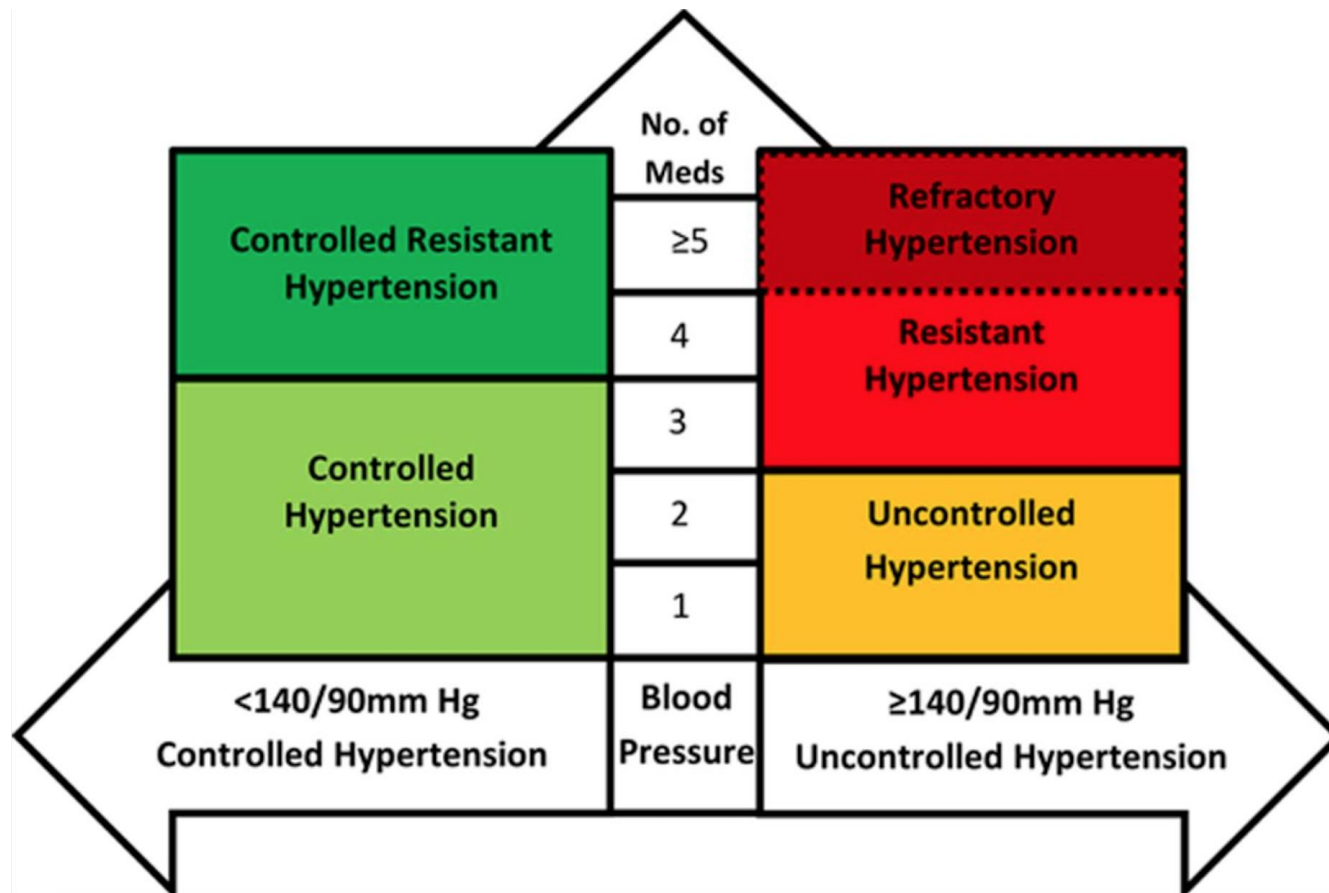 No. of
Meds
Controlled Resistant
Hypertension
≥5
Refractory
Hypertension
4
Resistant
Hypertension
3
Controlled
Hypertension
2
Uncontrolled
Hypertension
1
<140/90mm Hg
Controlled Hypertension
Blood
Pressure
≥140/90mm Hg
Uncontrolled Hypertension